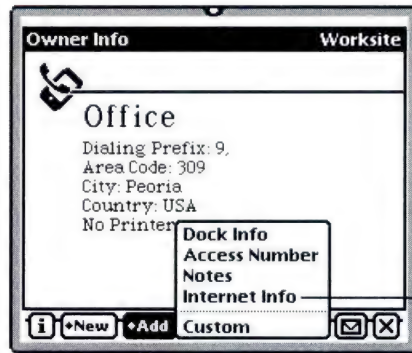 Owner Info Worksite
Office
Dialing Prefix: 9,
Area Code: 309
City: Peoria
Country: USA
No Printer
Dock Info
Access Number
Notes
Internet Info
i New Add Custom